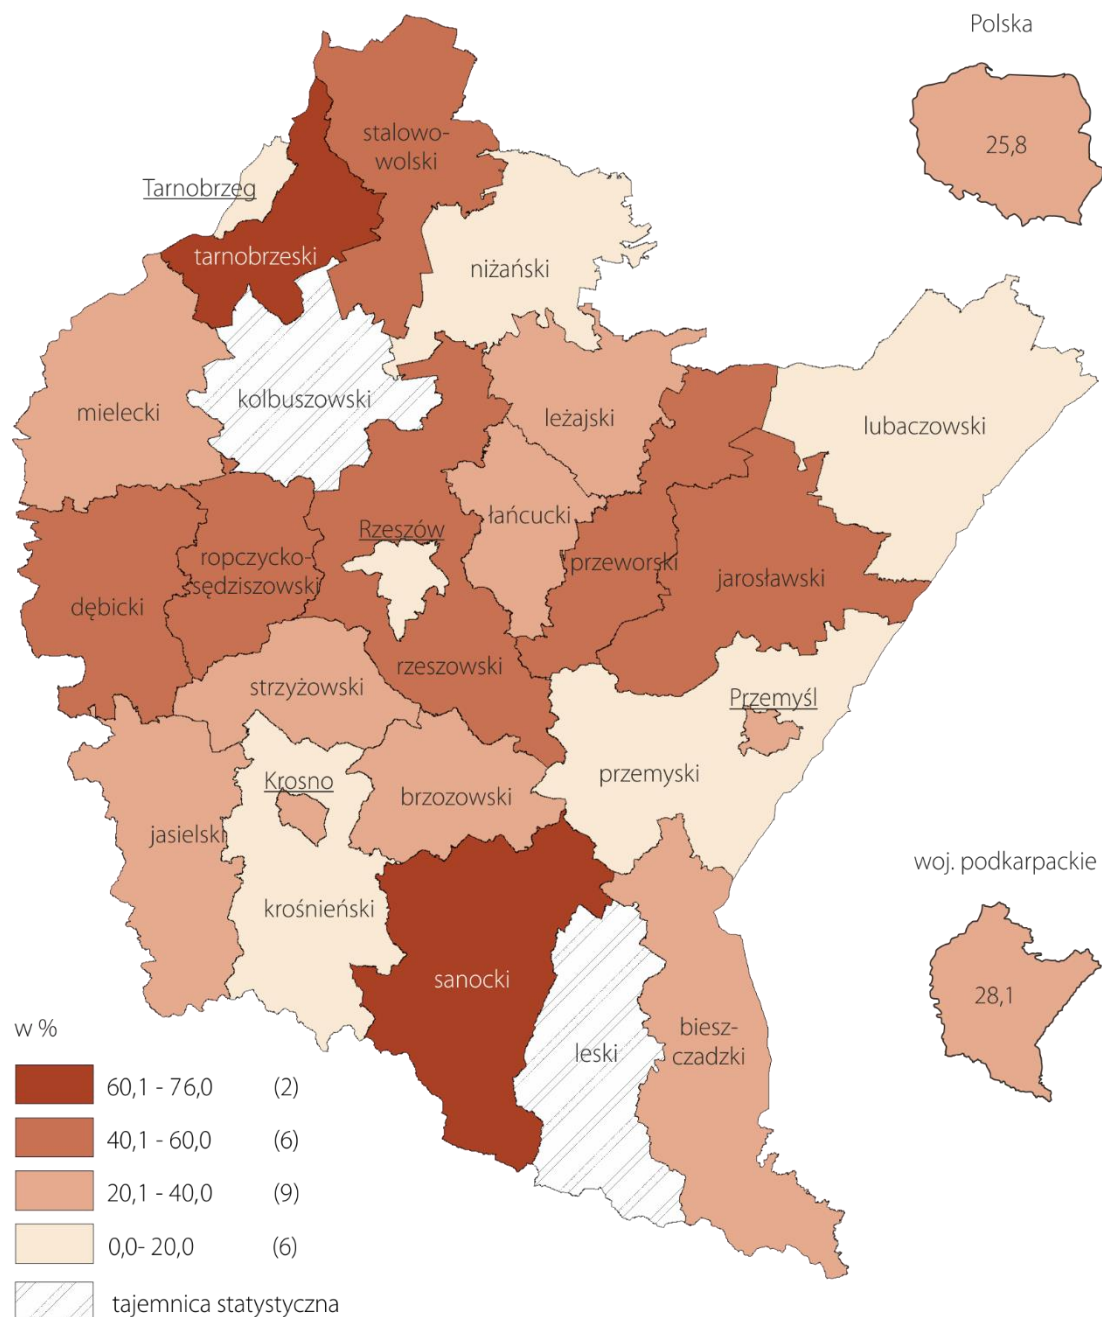 Polska
25,8
stalowo-
wolski
Tarnobrzeg
tarnobrzeski
niżański
mielecki
kolbuszowski
leżajski
lubaczowski
łańcucki
Rzeszów
ropczycko-
sędziszowski
przeworski
jarosławski
dębicki
rzeszowski
strzyżowski
Przemyśl
przemyski
Krosno
brzozowski
jasielski
krośnieński
woj. podkarpackie
28,1
sanocki
leski
biesz-
czadzki
w %
60,1 - 76,0 (2)
40,1 - 60,0 (6)
20,1 - 40,0 (9)
0,0- 20,0 (6)
tajemnica statystyczna